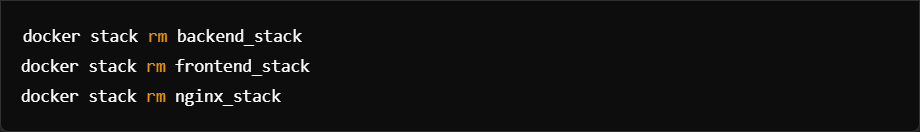 docker stack rm backend_stack
docker stack rm frontend_stack
docker stack rm nginx_stack